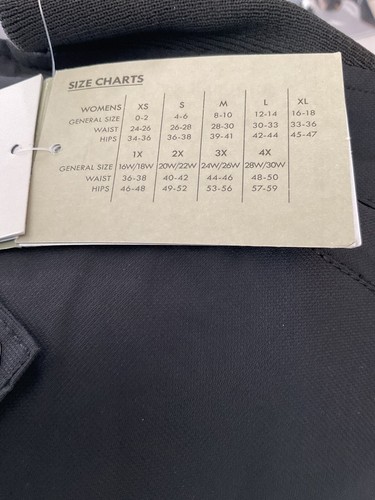 SIZE CHARTS
WOMENS XS S M L XL
GENERAL SIZE 0-2 4-6 8-10 12-14 16-18
WAIST 24-26 26-28 28-30 30-33 33-36
HIPS 34-36 36-38 39-41 42-44 45-47
1X 2X 3X 4X
GENERAL SIZE 16W/18W 20W/22W 24W/26W 28W/30W
WAIST 36-38 40-42 44-46 48-50
HIPS 46-48 49-52 53-56 57-59